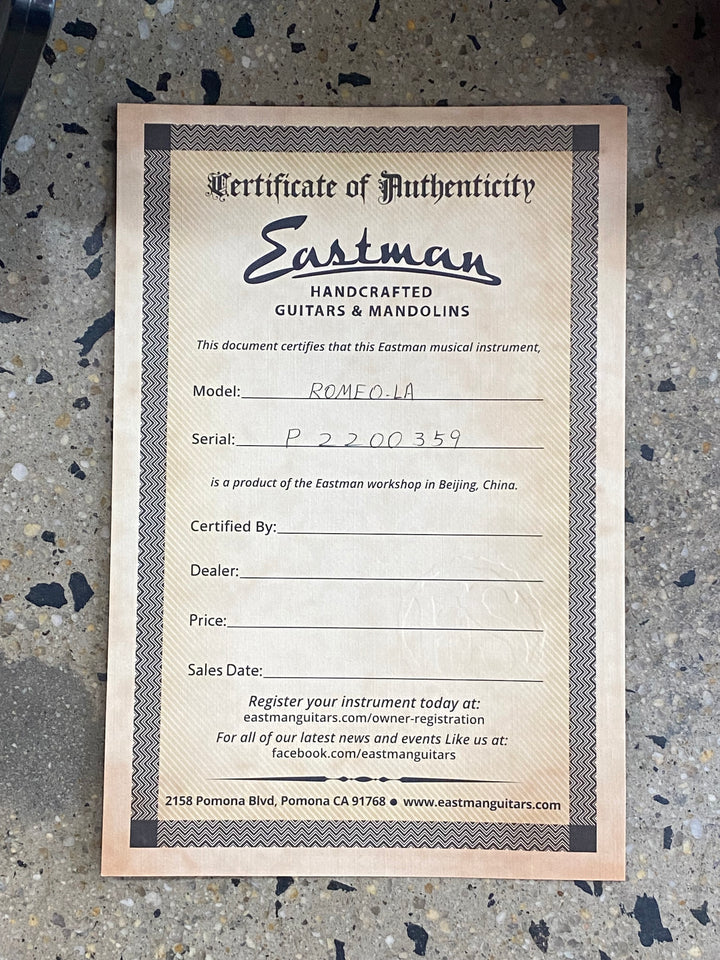 Certificate of Authenticity
Eastman
HANDCRAFTED
GUITARS & MANDOLINS
This document certifies that this Eastman musical instrument,
Model: ROMEO-LA
Serial: P2200359
is a product of the Eastman workshop in Beijing, China.
Certified By:
Dealer:
Price:
Sales Date:
Register your instrument today at:
eastmanguitars.com/owner-registration
For all of our latest news and events Like us at:
facebook.com/eastmanguitars
2158 Pomona Blvd, Pomona CA 91768 ● www.eastmanguitars.com